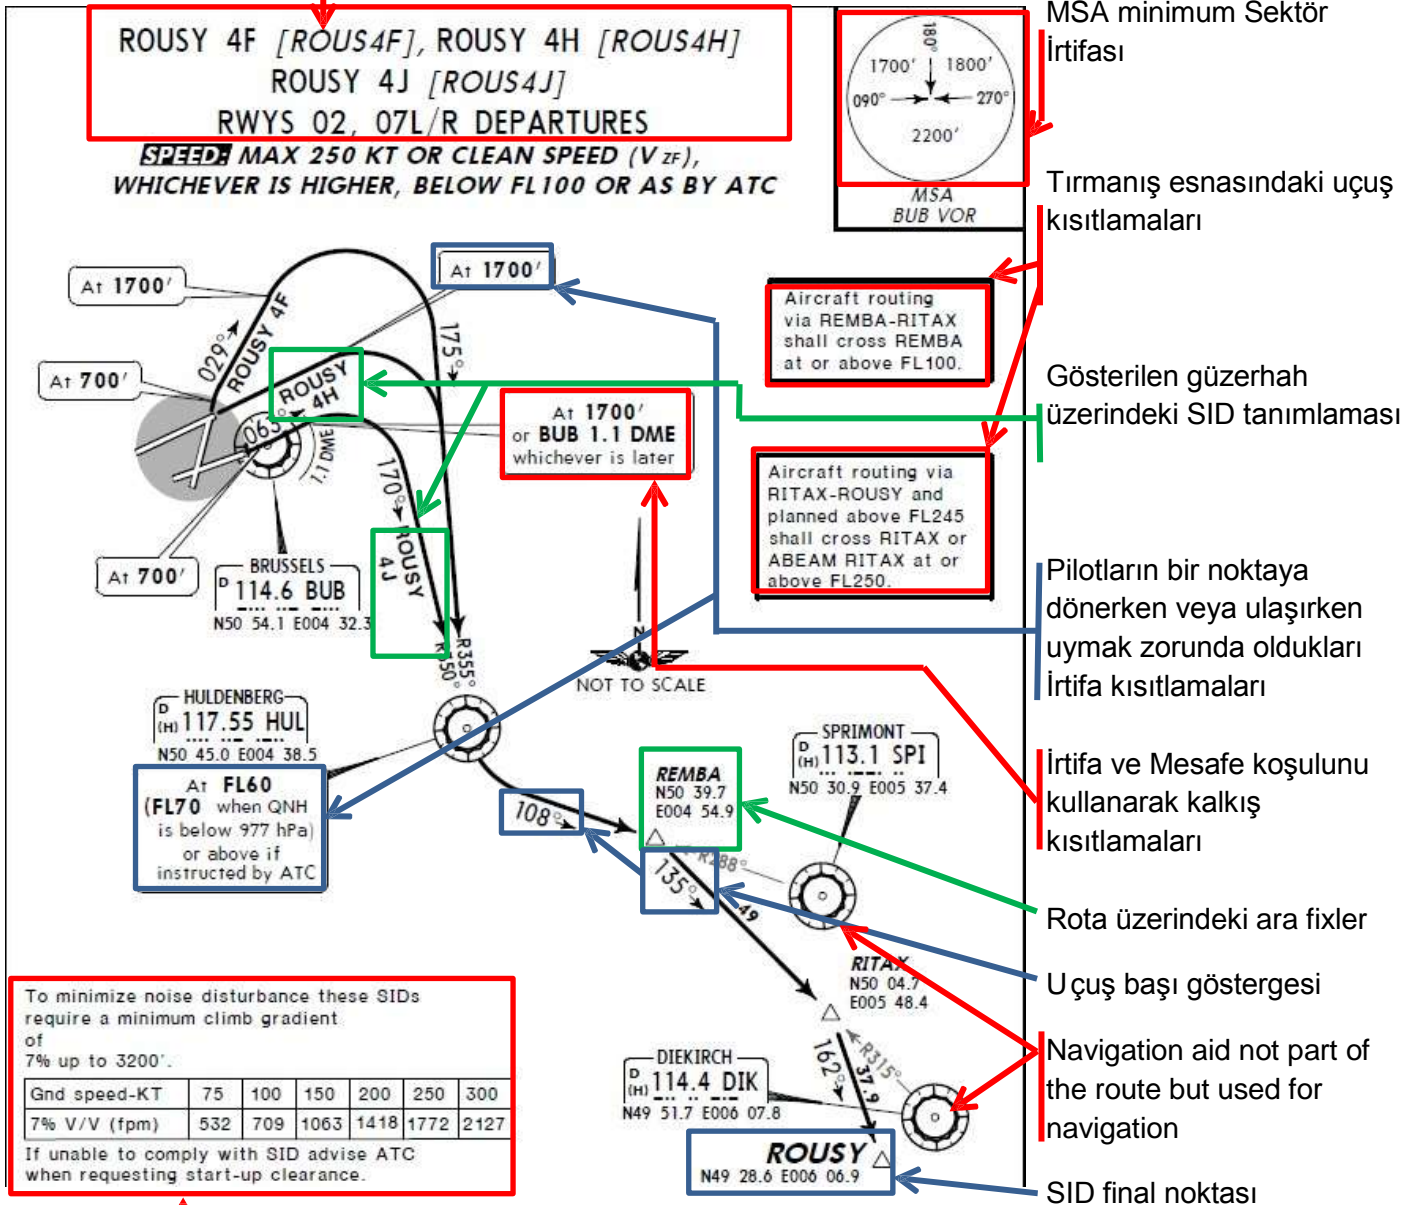 ROUSY 4F [ROUS4F], ROUSY 4H [ROUS4H]
ROUSY 4J [ROUS4J]
RWYS 02, 07L/R DEPARTURES
SPEED: MAX 250 KT OR CLEAN SPEED (V ZF),
WHICHEVER IS HIGHER, BELOW FL100 OR AS BY ATC
180°
1700' 1800'
090° 270°
2200'
MSA
BUB VOR
MSA minimum Sektör
İrtifası
Tırmanış esnasındaki uçuş
kısıtlamaları
Gösterilen güzerhah
üzerindeki SID tanımlaması
Pilotların bir noktaya
dönerken veya ulaşırken
uymak zorunda oldukları
İrtifa kısıtlamaları
İrtifa ve Mesafe koşulunu
kullanarak kalkış
kısıtlamaları
Rota üzerindeki ara fixler
Uçuş başı göstergesi
Navigation aid not part of
the route but used for
navigation
SID final noktası
At 1700'
At 1700'
029°
ROUSY 4F
175°
At 700'
ROUSY
4H
063°
1.1 DME
At 1700'
or BUB 1.1 DME
whichever is later
Aircraft routing
via REMBA-RITAX
shall cross REMBA
at or above FL100.
Aircraft routing via
RITAX-ROUSY and
planned above FL245
shall cross RITAX or
ABEAM RITAX at or
above FL250.
170°
ROUSY
4J
At 700'
BRUSSELS
D
114.6 BUB
N50 54.1 E004 32.3
R350°
R355°
N
NOT TO SCALE
HULDENBERG
D
(H) 117.55 HUL
N50 45.0 E004 38.5
At FL60
(FL70 when QNH
is below 977 hPa)
or above if
instructed by ATC
108°
REMBA
N50 39.7
E004 54.9
SPRIMONT
D
(H) 113.1 SPI
N50 30.9 E005 37.4
R288°
135°
49
RITAX
N50 04.7
E005 48.4
R315°
162°
37.9
DIEKIRCH
D
(H) 114.4 DIK
N49 51.7 E006 07.8
ROUSY
N49 28.6 E006 06.9
To minimize noise disturbance these SIDs
require a minimum climb gradient
of
7% up to 3200'.
Gnd speed-KT 75 100 150 200 250 300
7% V/V (fpm) 532 709 1063 1418 1772 2127
If unable to comply with SID advise ATC
when requesting start-up clearance.